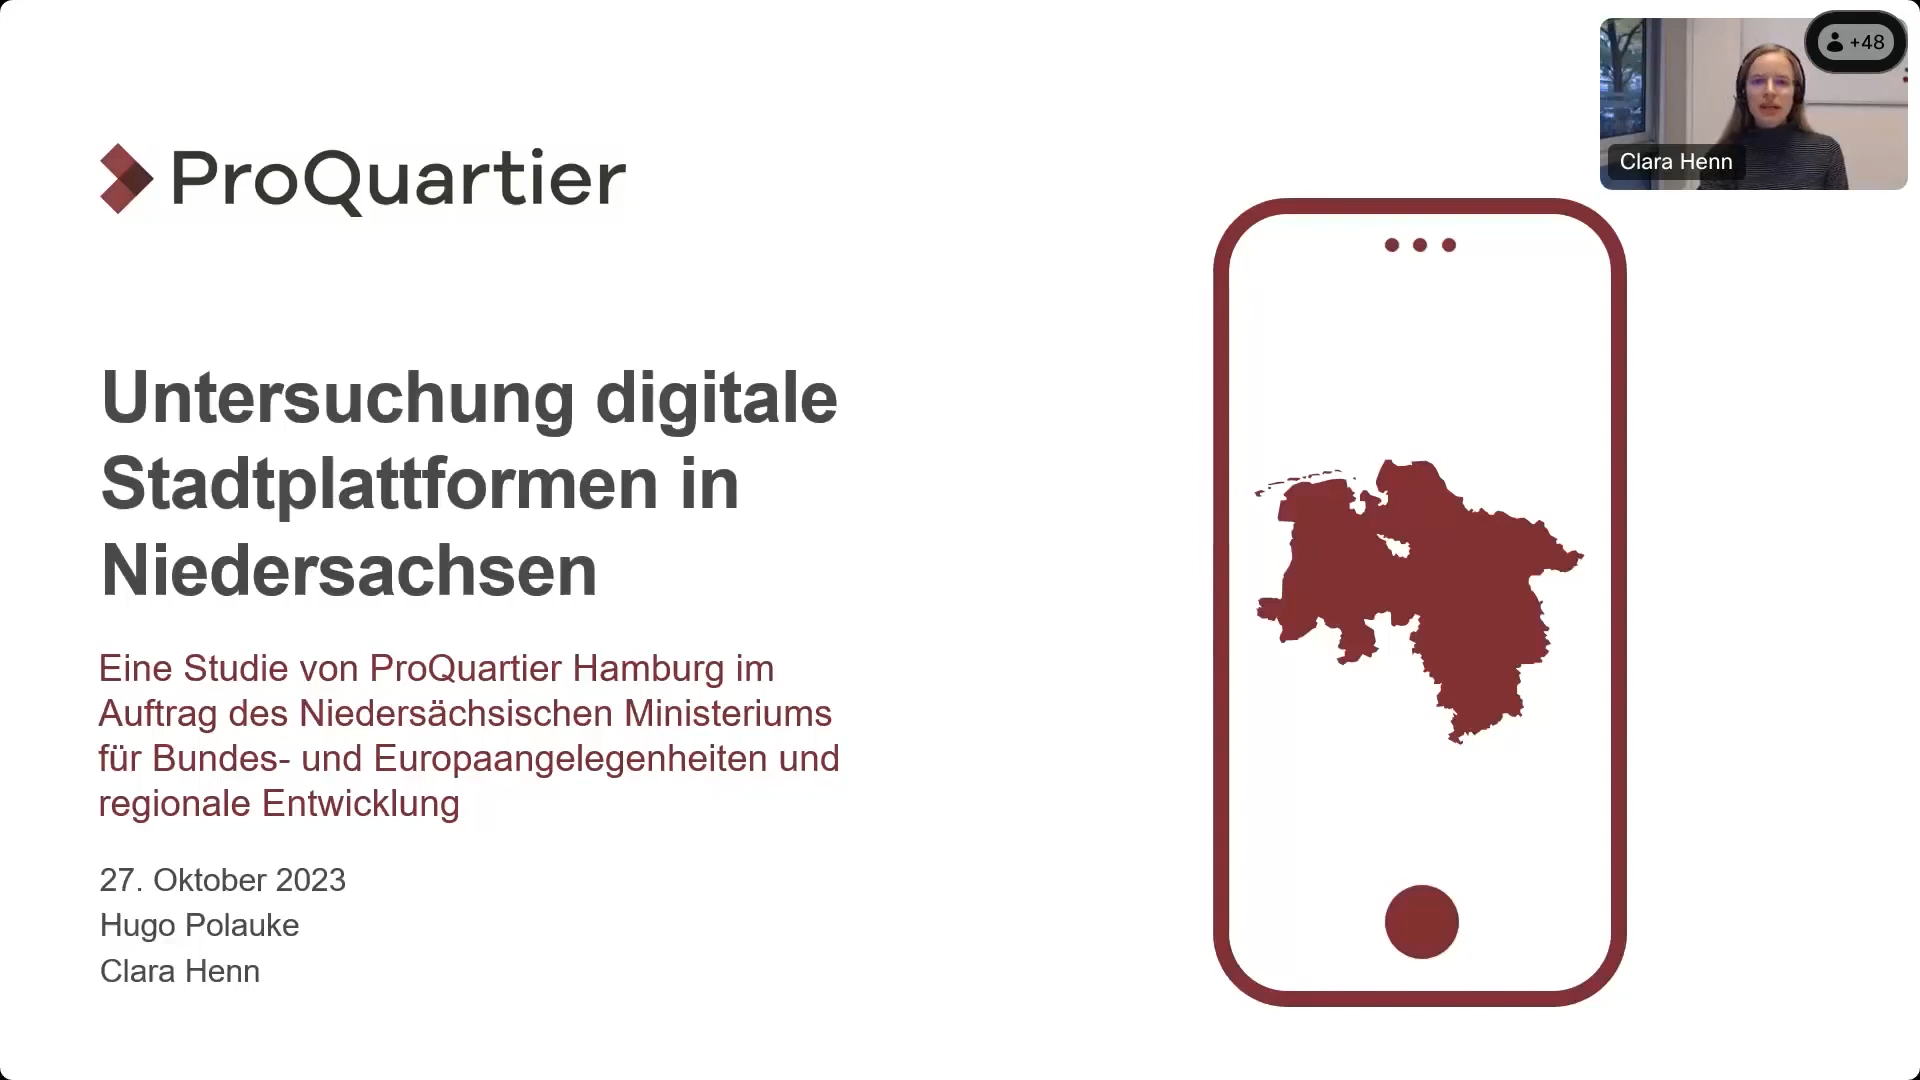 +48
Clara Henn
ProQuartier
Untersuchung digitale
Stadtplattformen in
Niedersachsen
Eine Studie von ProQuartier Hamburg im
Auftrag des Niedersächsischen Ministeriums
für Bundes- und Europaangelegenheiten und
regionale Entwicklung
27. Oktober 2023
Hugo Polauke
Clara Henn